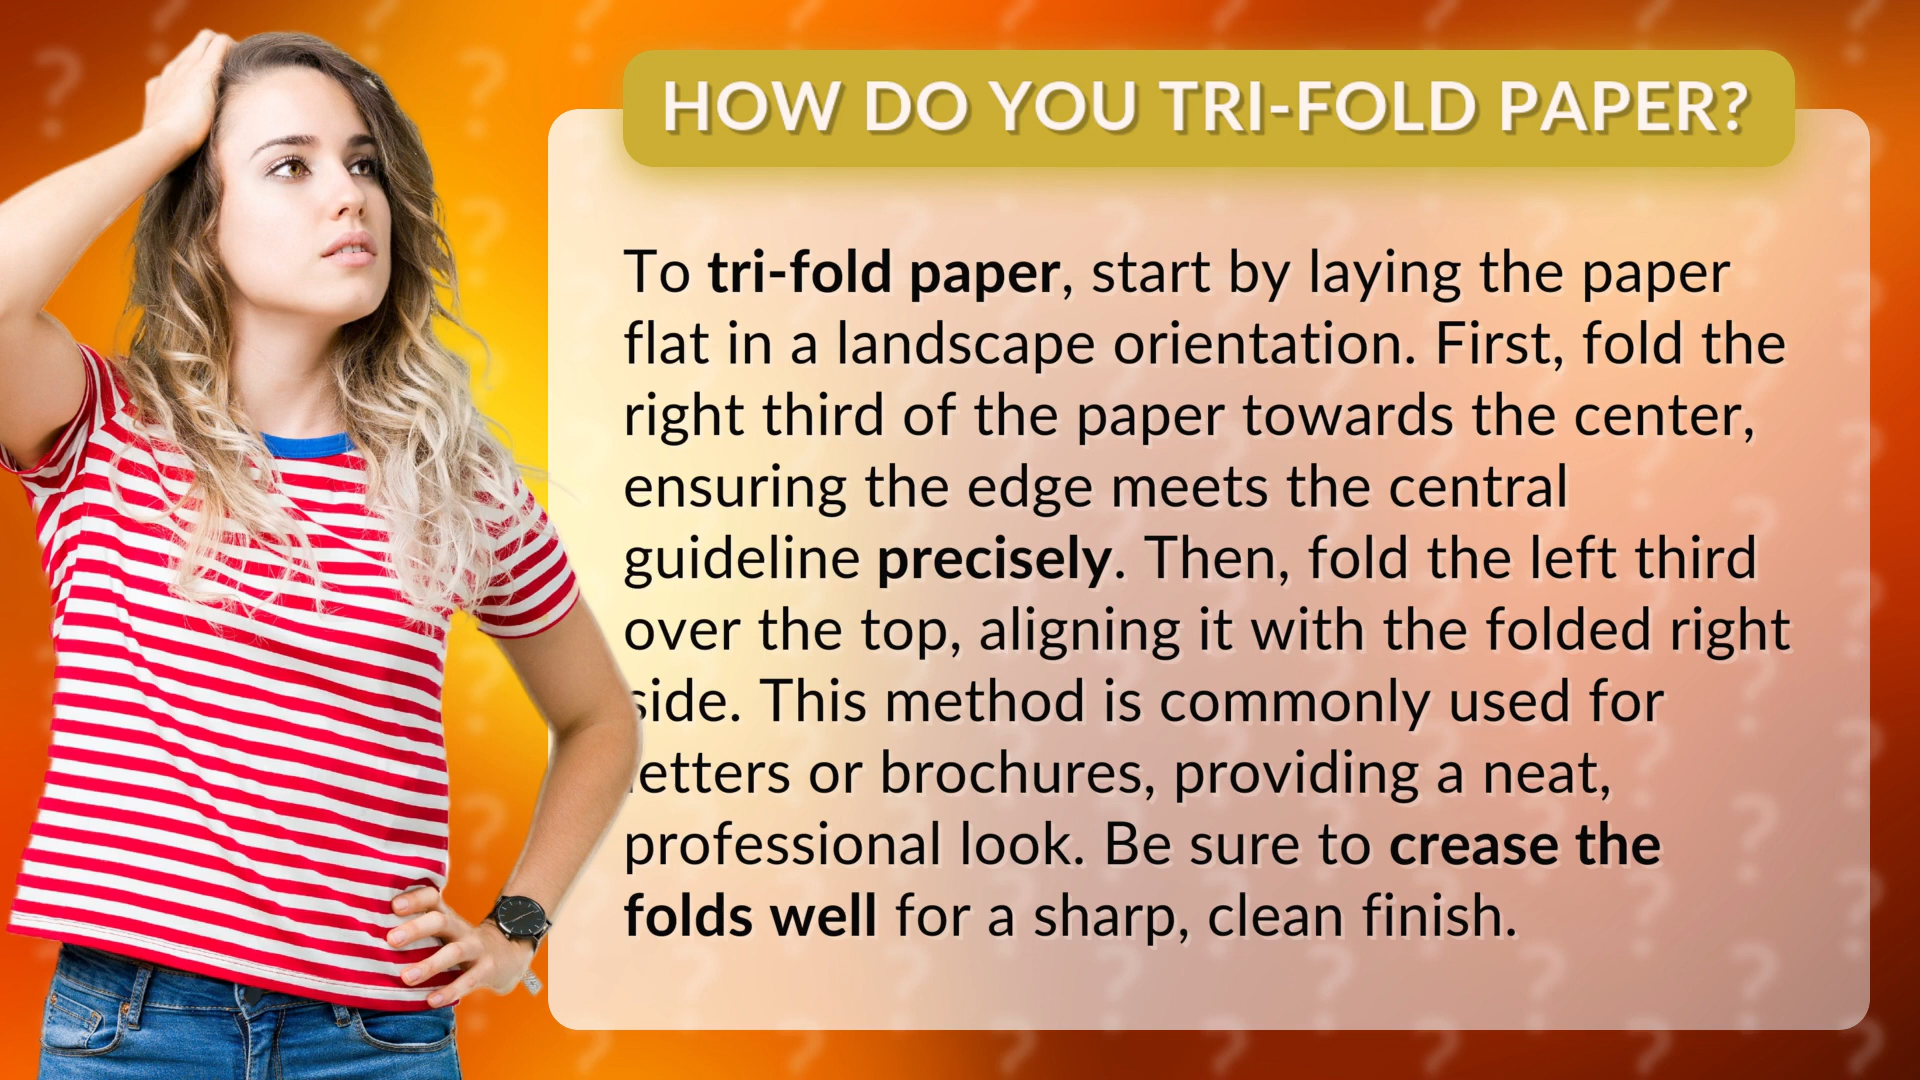 HOW DO YOU TRI-FOLD PAPER?
To tri-fold paper, start by laying the paper
flat in a landscape orientation. First, fold the
right third of the paper towards the center,
ensuring the edge meets the central
guideline precisely. Then, fold the left third
over the top, aligning it with the folded right
side. This method is commonly used for
letters or brochures, providing a neat,
professional look. Be sure to crease the
folds well for a sharp, clean finish.